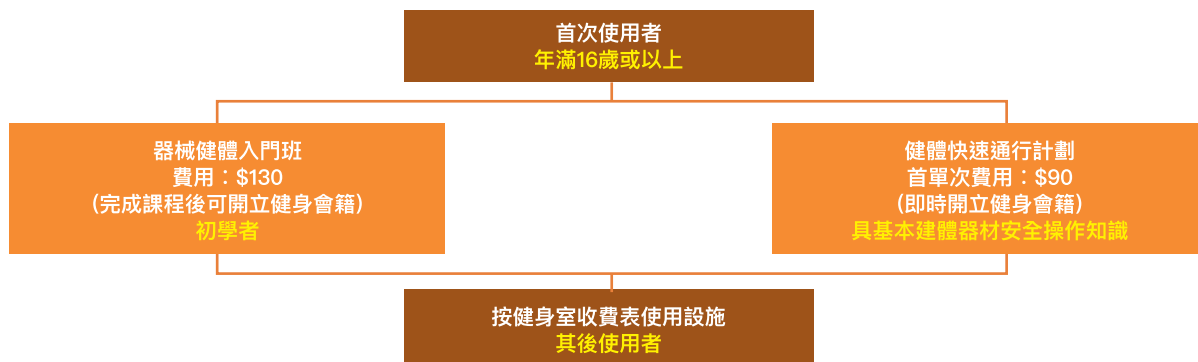 首次使用者
年滿16歲或以上
器械健體入門班
費用：$130
（完成課程後可開立健身會籍）
初學者
健體快速通行計劃
首單次費用：$90
（即時開立健身會籍）
具基本建體器材安全操作知識
按健身室收費表使用設施
其後使用者